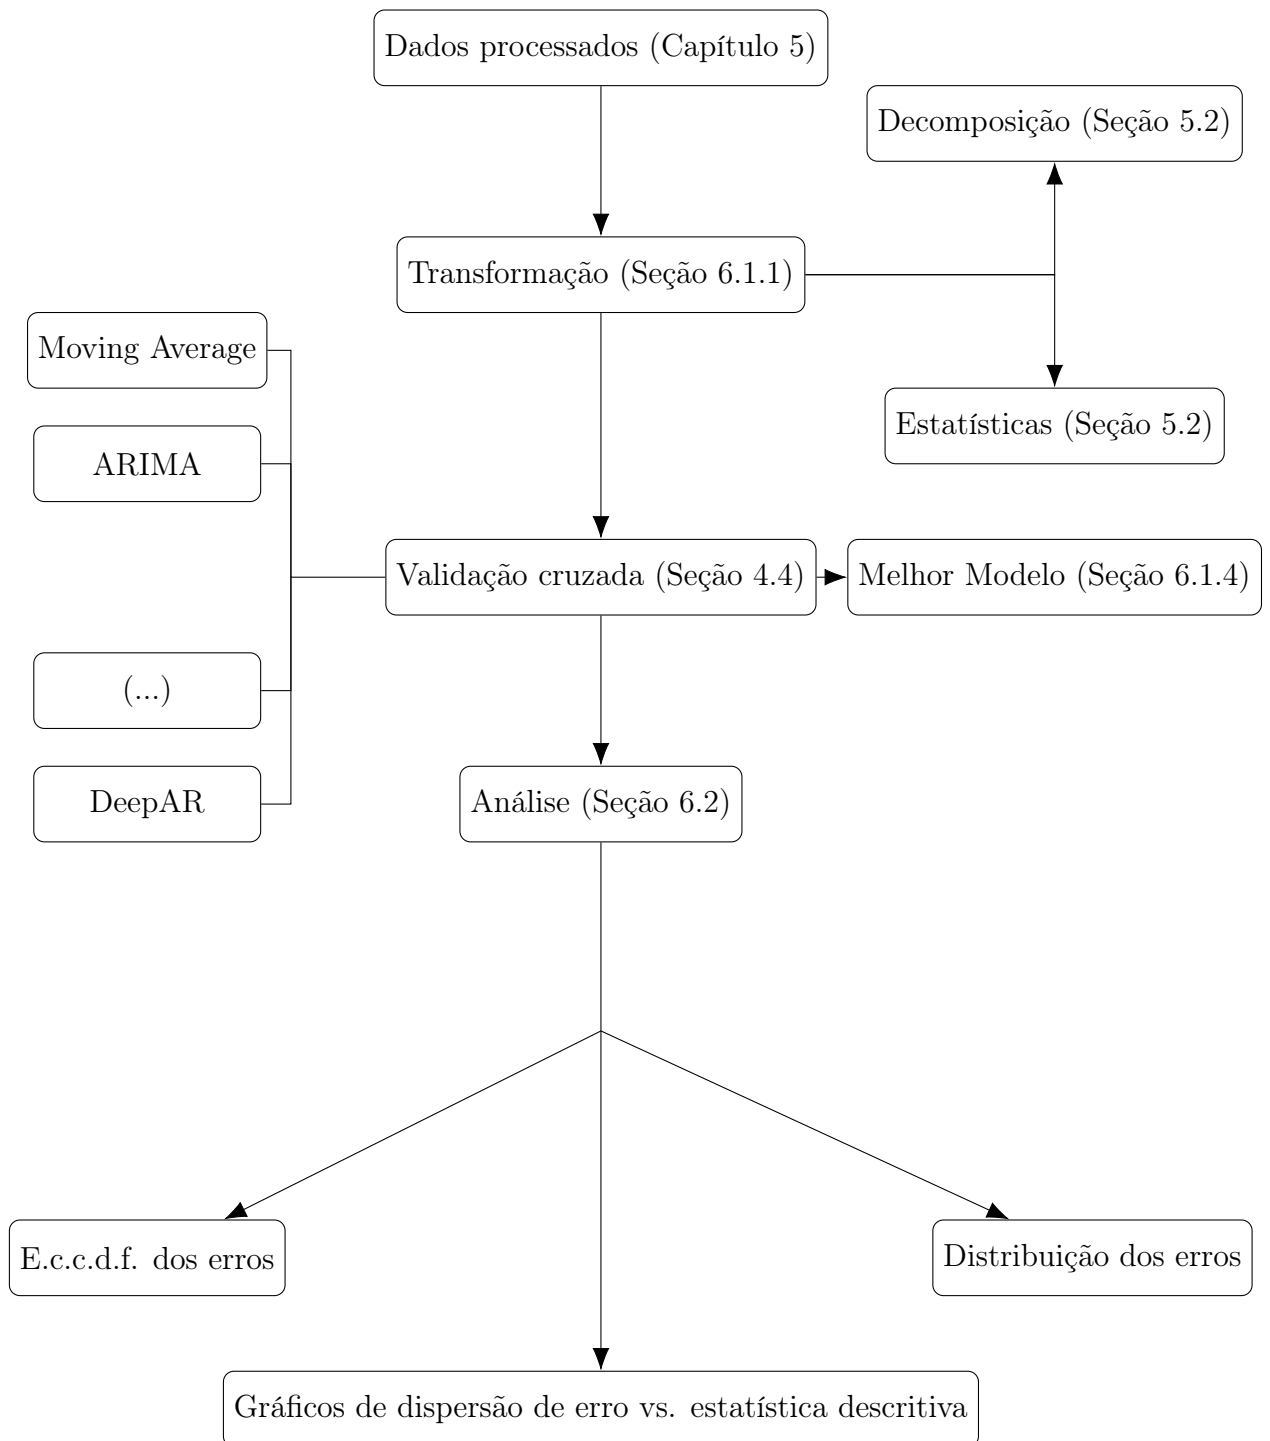 Dados processados (Capítulo 5)
Decomposição (Seção 5.2)
Transformação (Seção 6.1.1)
Moving Average
Estatísticas (Seção 5.2)
ARIMA
Validação cruzada (Seção 4.4)
Melhor Modelo (Seção 6.1.4)
(...)
DeepAR
Análise (Seção 6.2)
E.c.c.d.f. dos erros
Distribuição dos erros
Gráficos de dispersão de erro vs. estatística descritiva